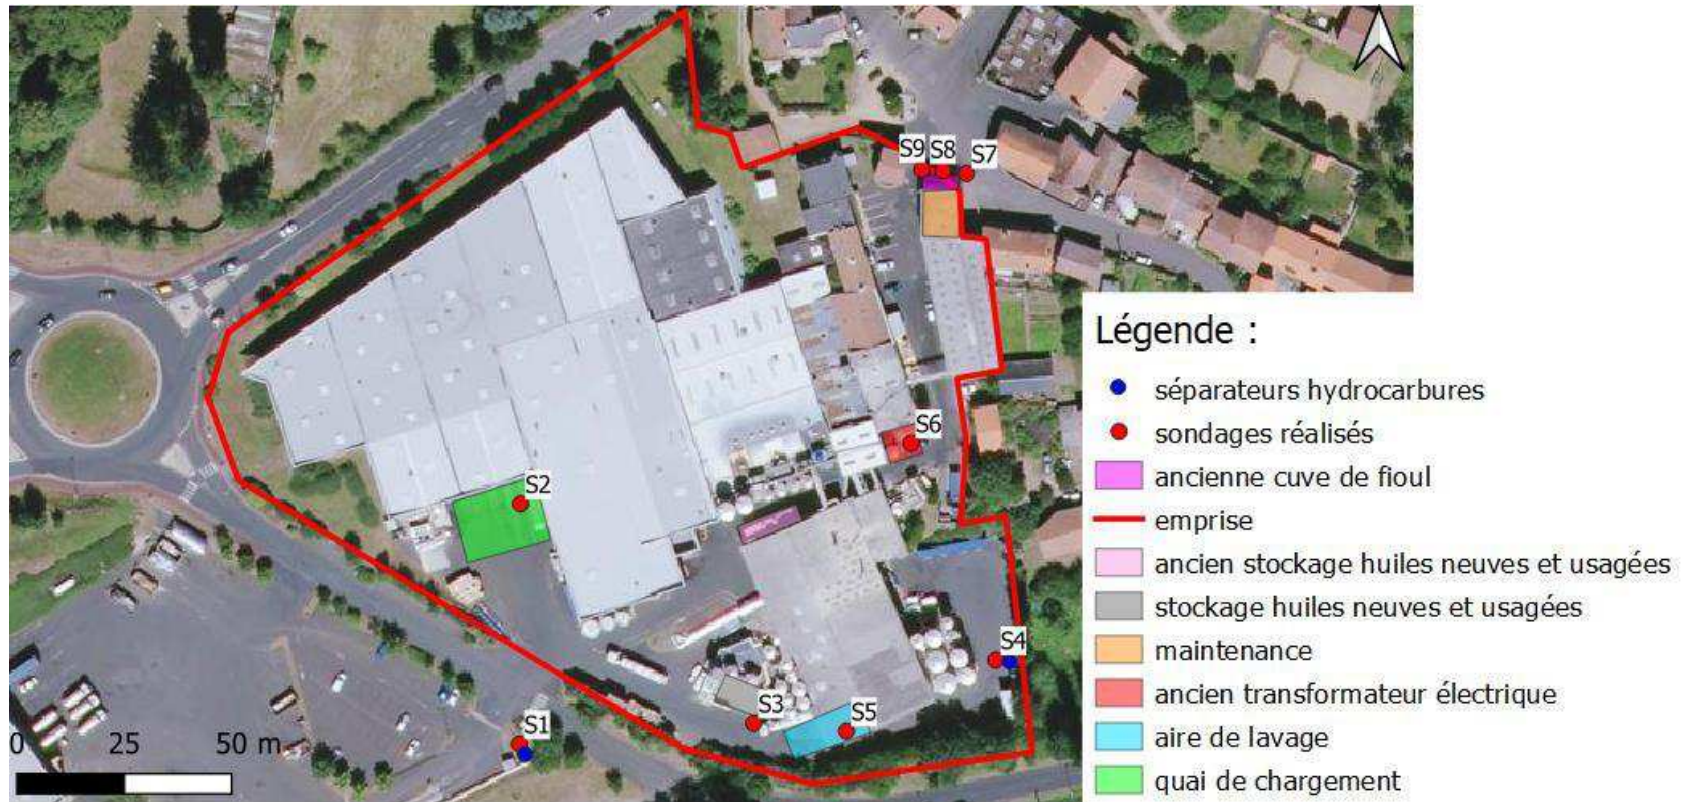 S9
S8
S7
S6
S2
S4
S3
S5
S1
0 25 50 m
Légende :
séparateurs hydrocarbures
sondages réalisés
ancienne cuve de fioul
emprise
ancien stockage huiles neuves et usagées
stockage huiles neuves et usagées
maintenance
ancien transformateur électrique
aire de lavage
quai de chargement